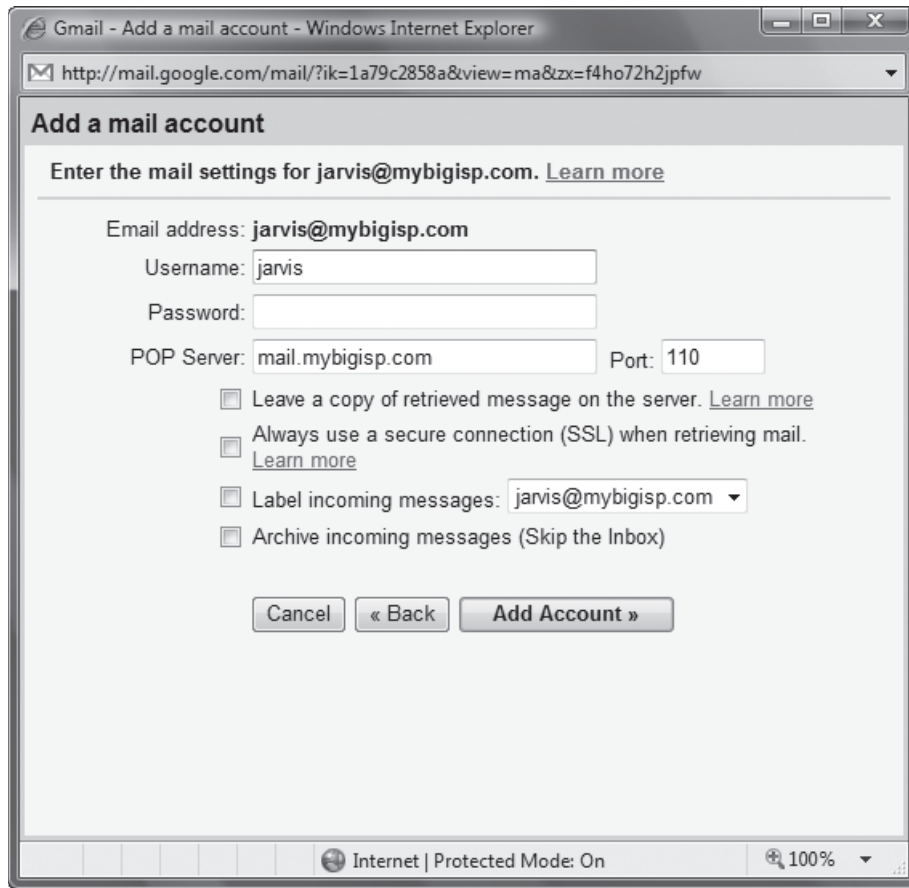 Gmail - Add a mail account - Windows Internet Explorer
http://mail.google.com/mail/?ik=1a79c2858a&view=ma&zx=f4ho72h2jpfw
Add a mail account
Enter the mail settings for jarvis@mybigisp.com. Learn more
Email address: jarvis@mybigisp.com
Username: jarvis
Password:
POP Server: mail.mybigisp.com Port: 110
Leave a copy of retrieved message on the server. Learn more
Always use a secure connection (SSL) when retrieving mail.
Learn more
Label incoming messages: jarvis@mybigisp.com
Archive incoming messages (Skip the Inbox)
Cancel « Back Add Account »
Internet | Protected Mode: On 100%